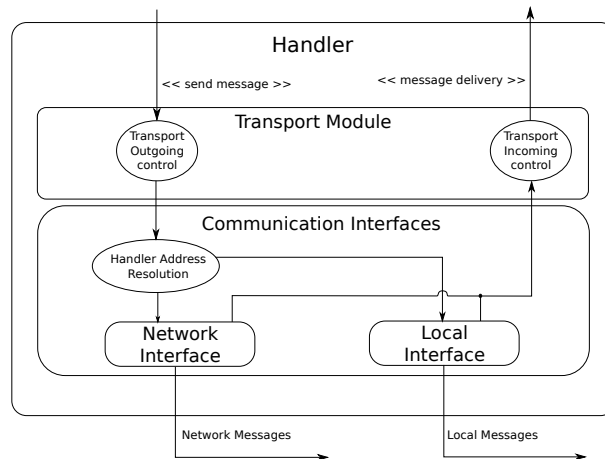 Handler
<< send message >>
<< message delivery >>
Transport Module
Transport
Outgoing
control
Transport
Incoming
control
Communication Interfaces
Handler Address
Resolution
Network
Interface
Local
Interface
Network Messages
Local Messages